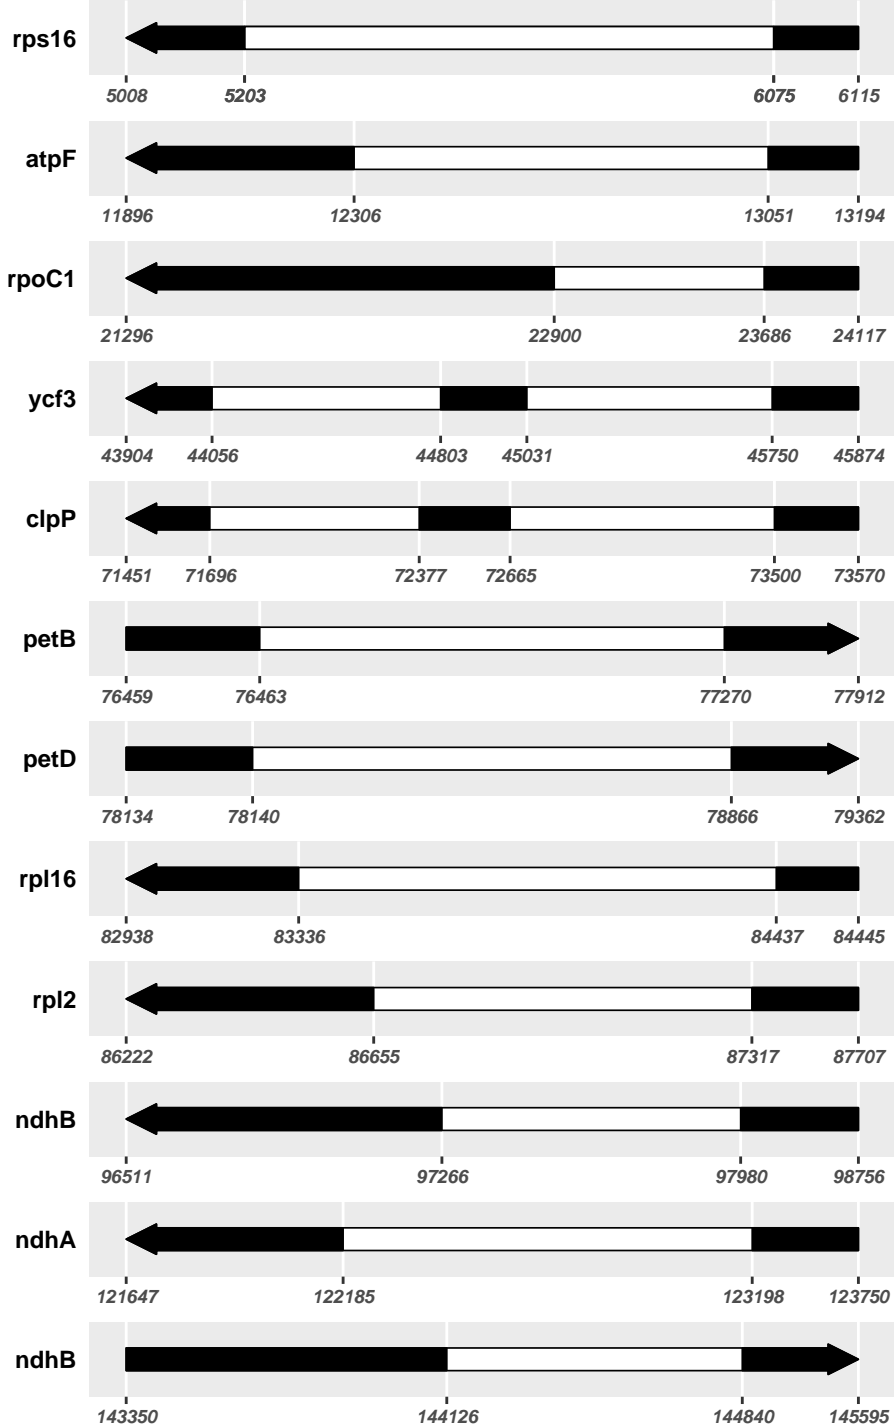 rps16
5008 5203 6075 6115
atpF
11896 12306 13051 13194
rpoC1
21296 22900 23686 24117
ycf3
43904 44056 44803 45031 45750 45874
clpP
71451 71696 72377 72665 73500 73570
petB
76459 76463 77270 77912
petD
78134 78140 78866 79362
rpl16
82938 83336 84437 84445
rpl2
86222 86655 87317 87707
ndhB
96511 97266 97980 98756
ndhA
121647 122185 123198 123750
ndhB
143350 144126 144840 145595